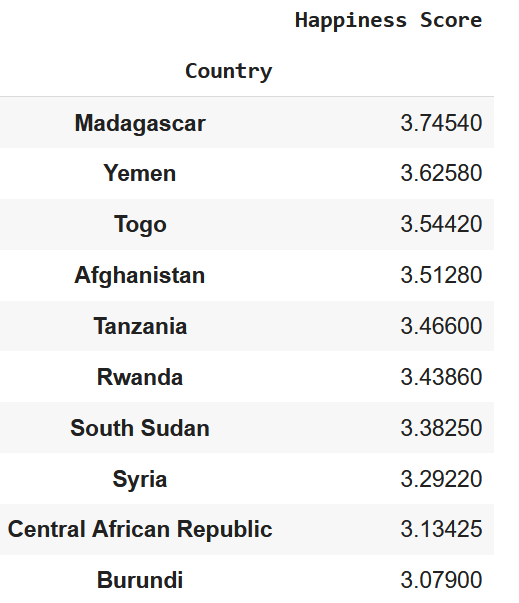 Happiness Score
Country
Madagascar 3.74540
Yemen 3.62580
Togo 3.54420
Afghanistan 3.51280
Tanzania 3.46600
Rwanda 3.43860
South Sudan 3.38250
Syria 3.29220
Central African Republic 3.13425
Burundi 3.07900